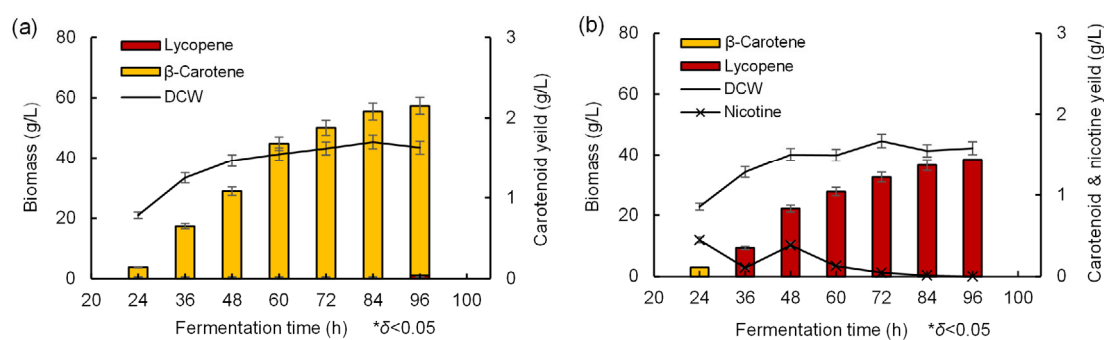 (a)
Lycopene
β-Carotene
DCW
Biomass (g/L)
80
60
40
20
0
3
2
1
0
Carotenoid yeild (g/L)
20 24 36 48 60 72 84 96 100
Fermentation time (h) *δ<0.05
(b)
β-Carotene
Lycopene
DCW
Nicotine
Biomass (g/L)
80
60
40
20
0
3
2
1
0
Carotenoid & nicotine yeild (g/L)
20 24 36 48 60 72 84 96 100
Fermentation time (h) *δ<0.05